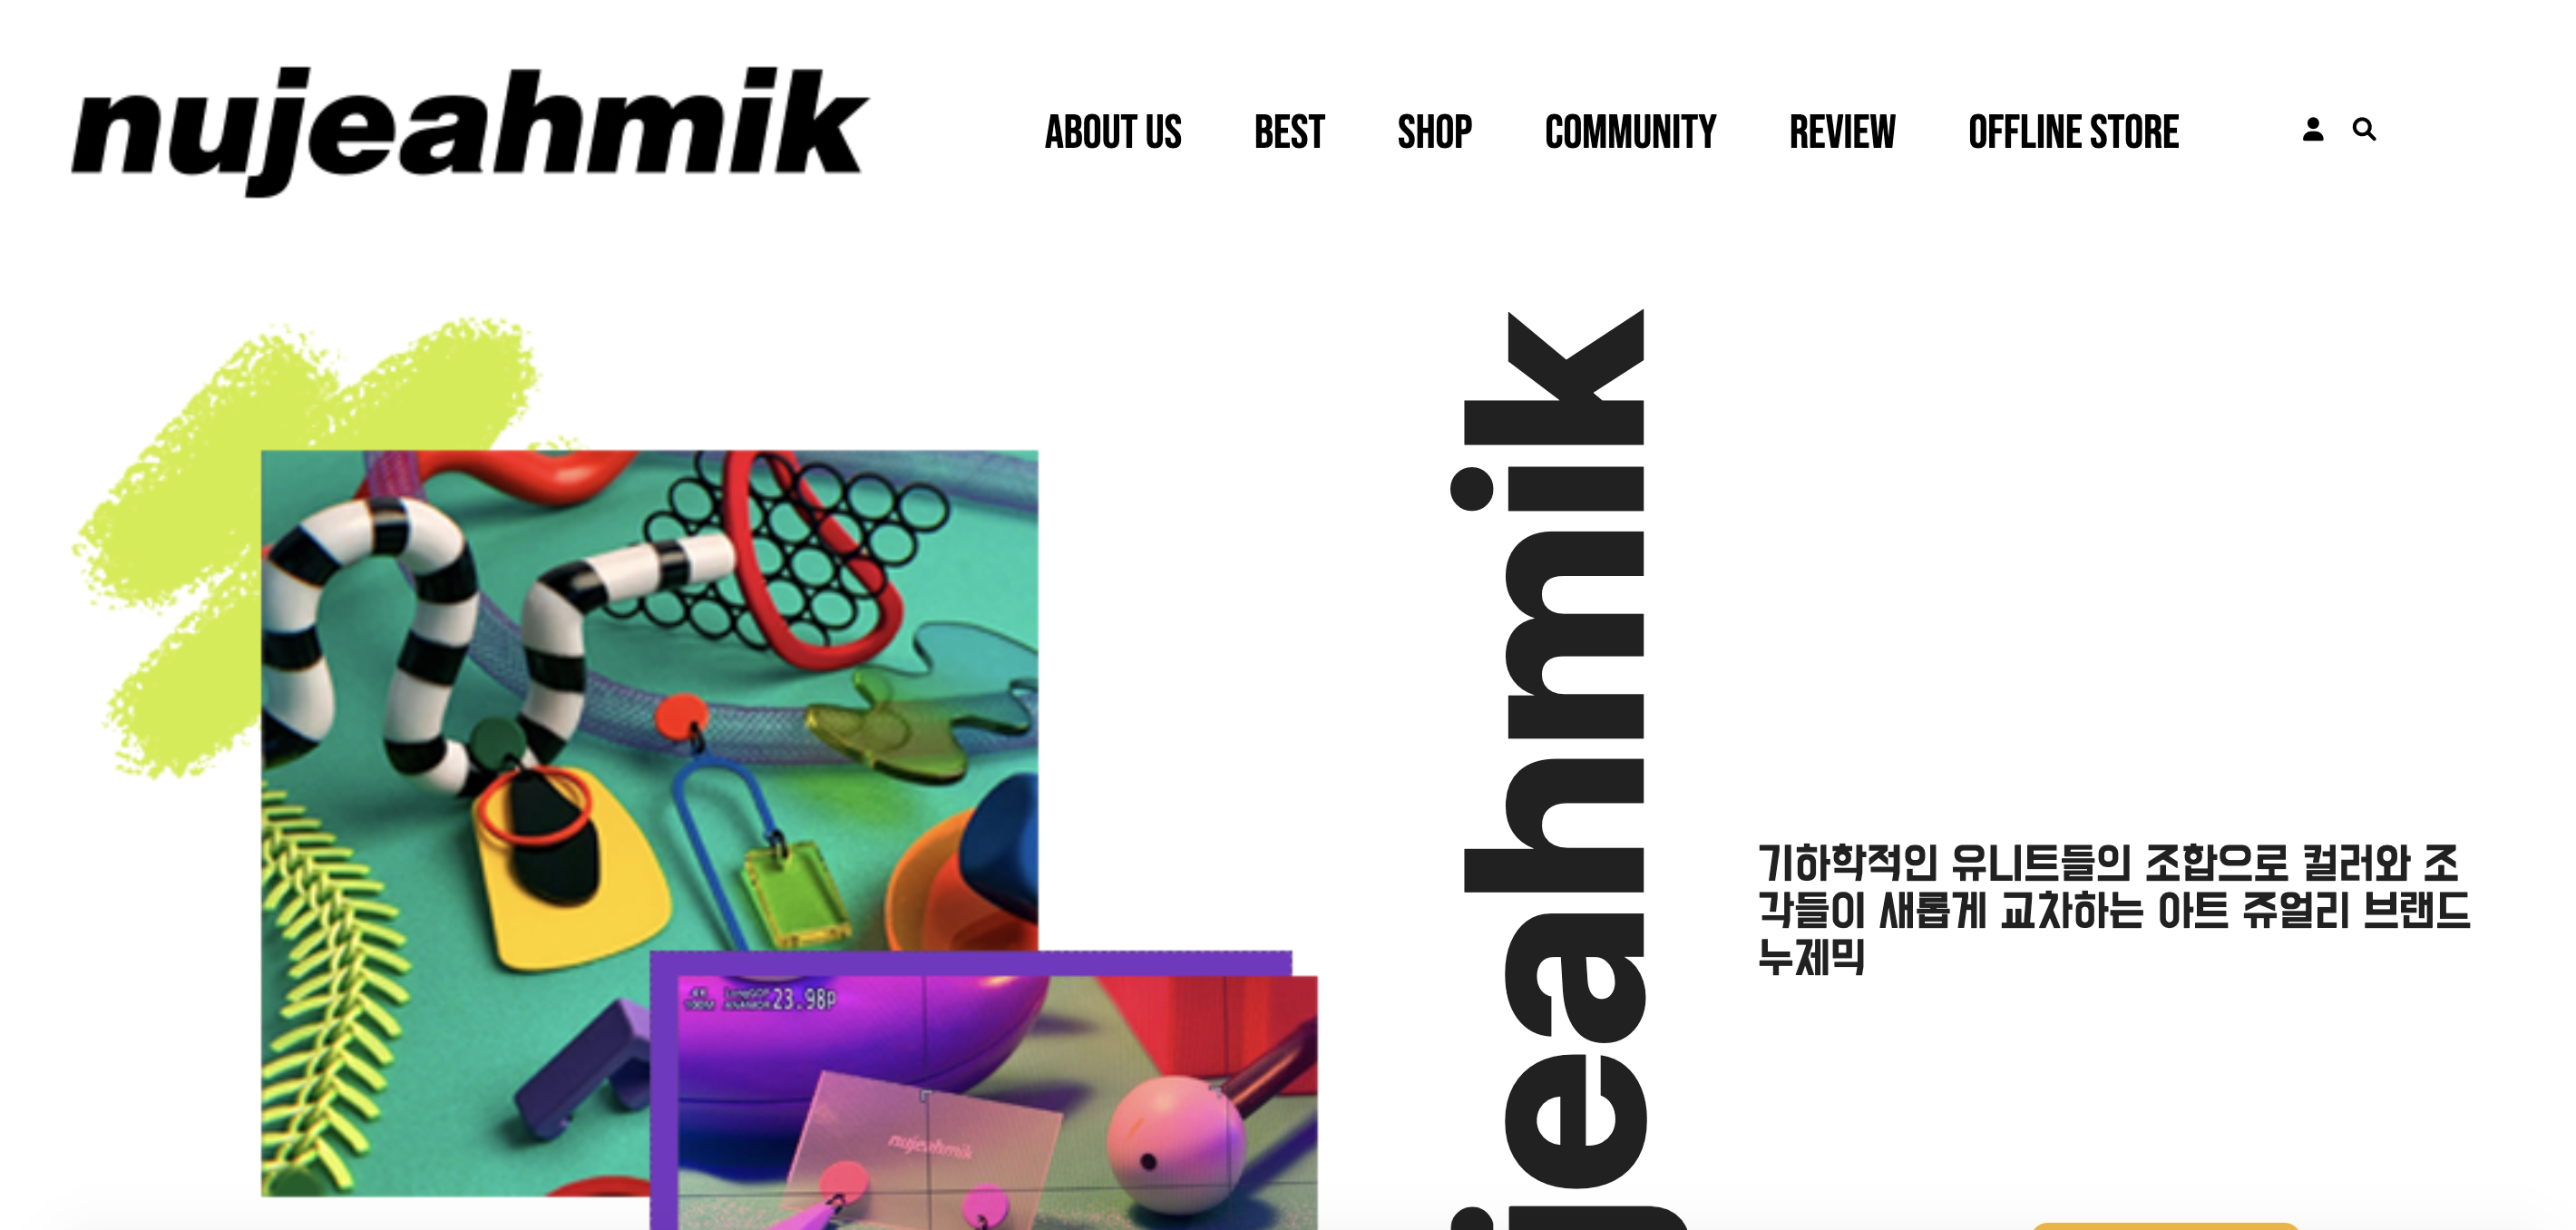 nujeahmik
ABOUT US BEST SHOP COMMUNITY REVIEW OFFLINE STORE
jeahmik
기하학적인 유니트들의 조합으로 컬러와 조
각들이 새롭게 교차하는 아트 쥬얼리 브랜드
누제믹
23.98P
nujeahmik